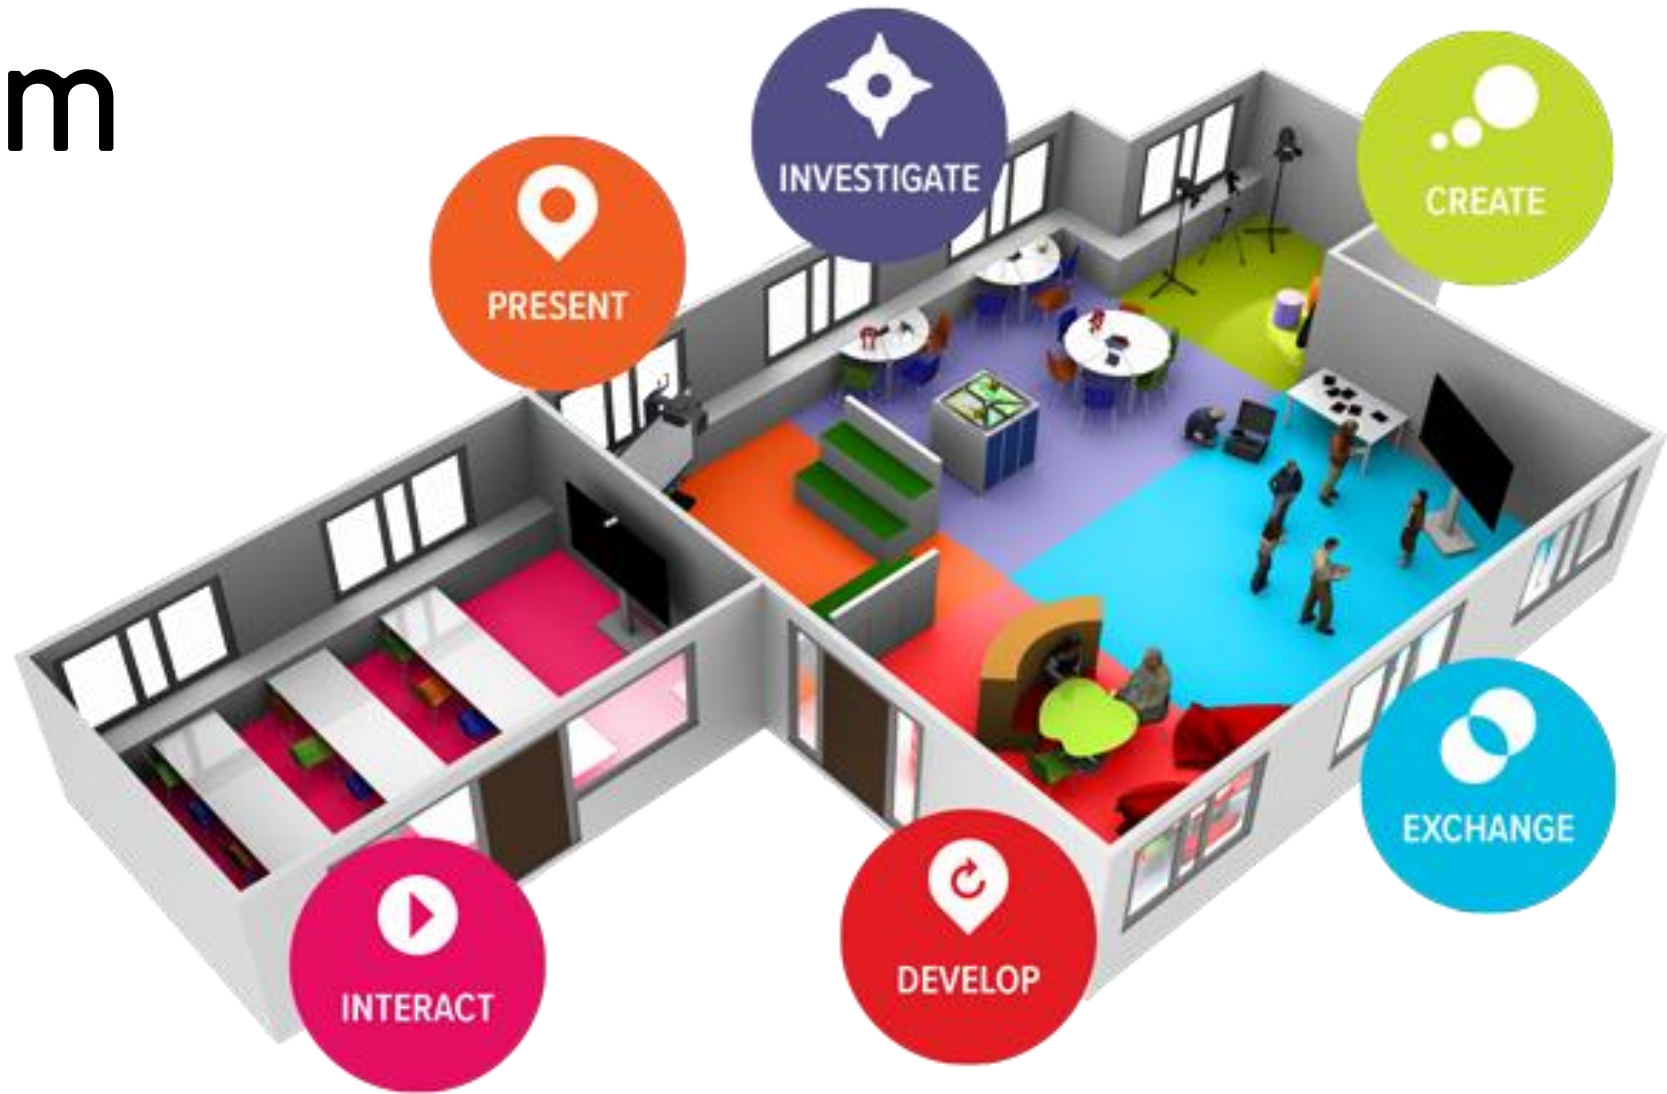 m
INVESTIGATE
CREATE
PRESENT
EXCHANGE
DEVELOP
INTERACT